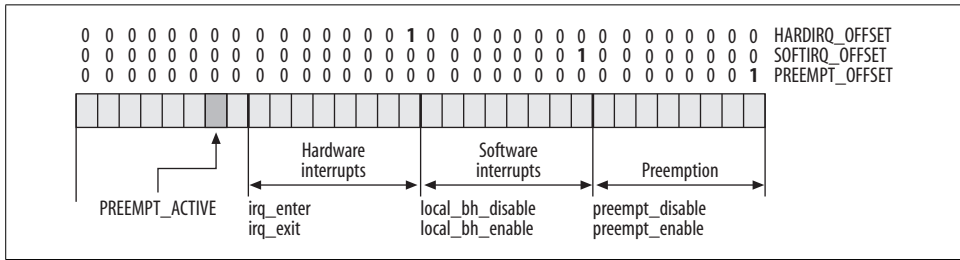 0 0 0 0 0 0 0 0 0 0 0 0 0 0 0 1 0 0 0 0 0 0 0 0 0 0 0 0 0 0 0 0 HARDIRQ_OFFSET
0 0 0 0 0 0 0 0 0 0 0 0 0 0 0 0 0 0 0 0 0 0 0 1 0 0 0 0 0 0 0 0 SOFTIRQ_OFFSET
0 0 0 0 0 0 0 0 0 0 0 0 0 0 0 0 0 0 0 0 0 0 0 0 0 0 0 0 0 0 0 1 PREEMPT_OFFSET
Hardware
interrupts
Software
interrupts
Preemption
PREEMPT_ACTIVE
irq_enter
irq_exit
local_bh_disable
local_bh_enable
preempt_disable
preempt_enable